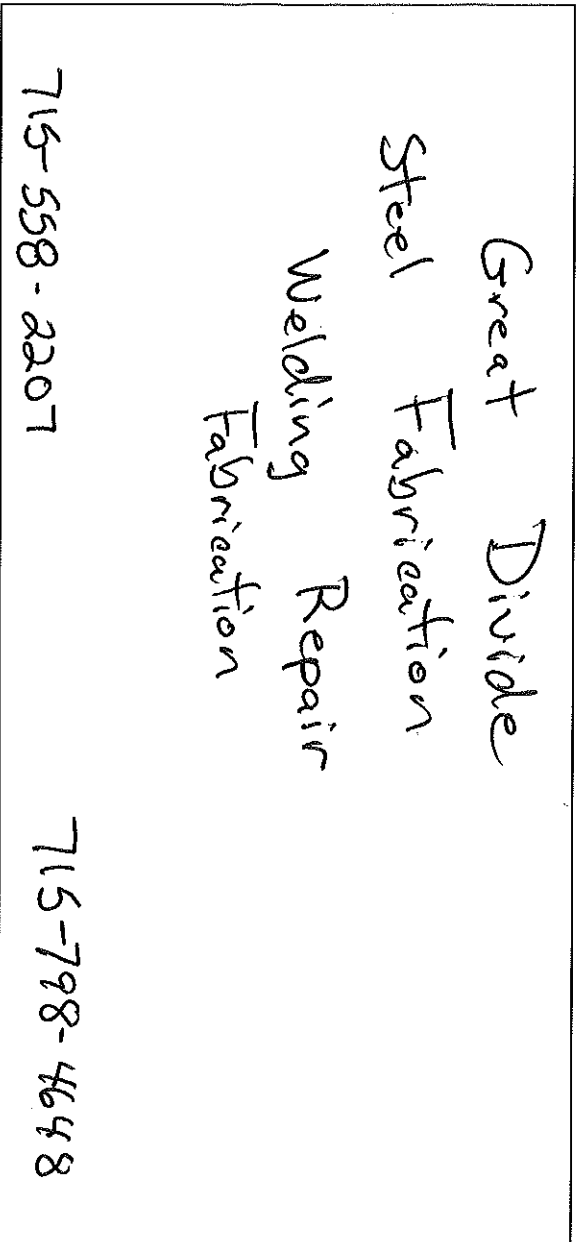 Great Divide
Steel Fabrication
Welding Repair
Fabrication
715-558-2207
715-798-4648